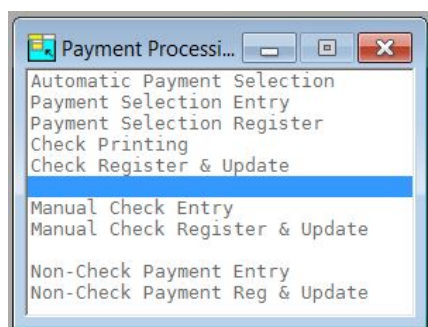 Payment Processi...
Automatic Payment Selection
Payment Selection Entry
Payment Selection Register
Check Printing
Check Register & Update
Manual Check Entry
Manual Check Register & Update
Non-Check Payment Entry
Non-Check Payment Reg & Update